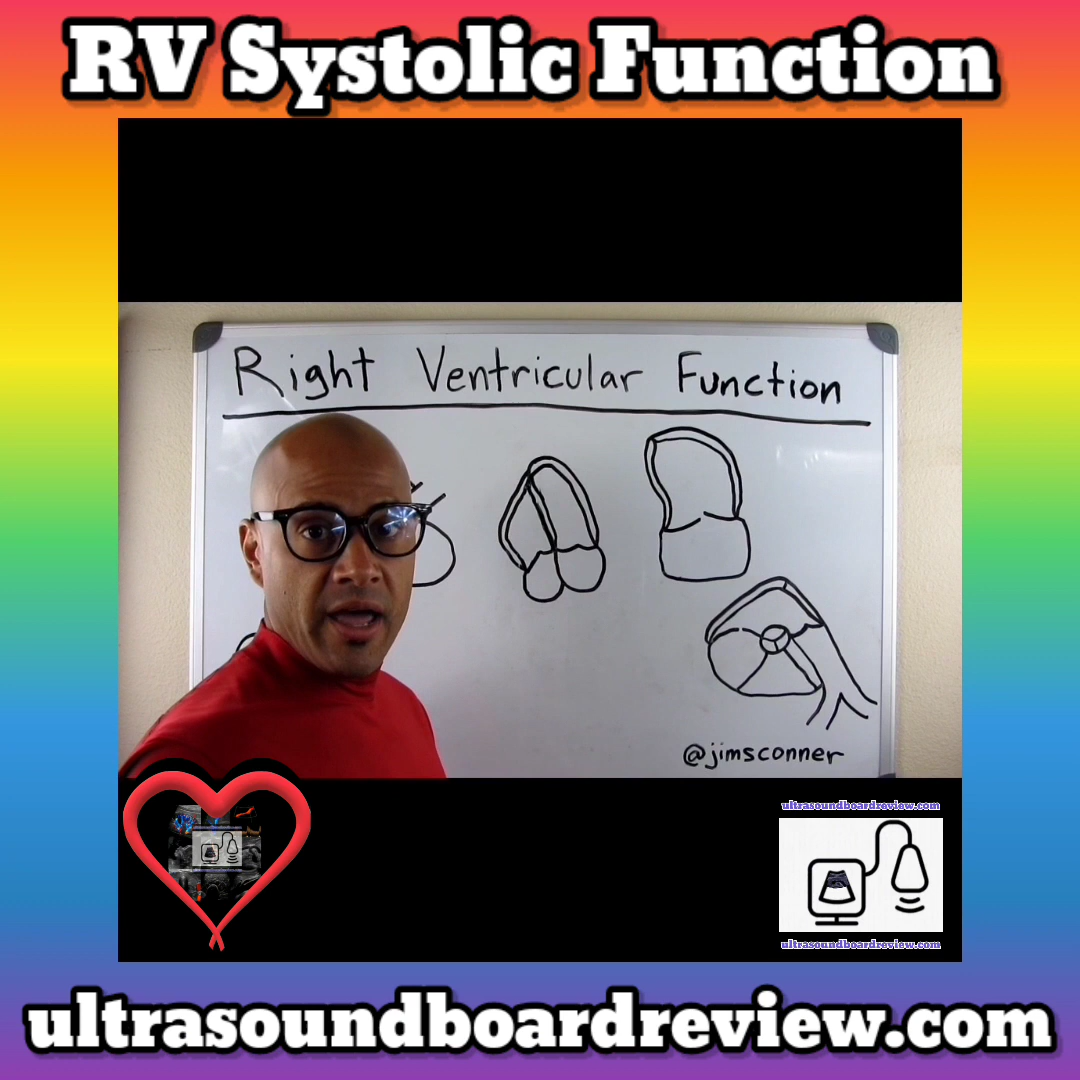 RV Systolic Function
Right Ventricular Function
@jimsconner
ultrasoundboardreview.com
ultrasoundboardreview.com
ultrasoundboardreview.com